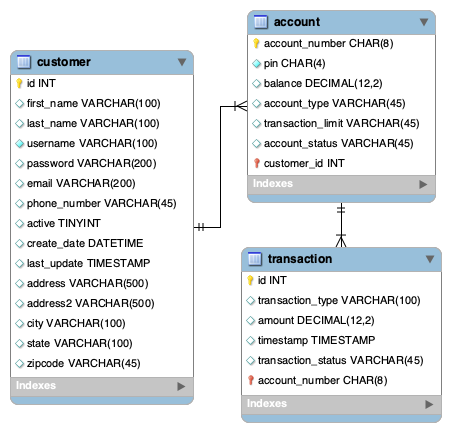 customer
id INT
first_name VARCHAR(100)
last_name VARCHAR(100)
username VARCHAR(100)
password VARCHAR(200)
email VARCHAR(200)
phone_number VARCHAR(45)
active TINYINT
create_date DATETIME
last_update TIMESTAMP
address VARCHAR(500)
address2 VARCHAR(500)
city VARCHAR(100)
state VARCHAR(100)
zipcode VARCHAR(45)
Indexes
account
account_number CHAR(8)
pin CHAR(4)
balance DECIMAL(12,2)
account_type VARCHAR(45)
transaction_limit VARCHAR(45)
account_status VARCHAR(45)
customer_id INT
Indexes
transaction
id INT
transaction_type VARCHAR(100)
amount DECIMAL(12,2)
timestamp TIMESTAMP
transaction_status VARCHAR(45)
account_number CHAR(8)
Indexes